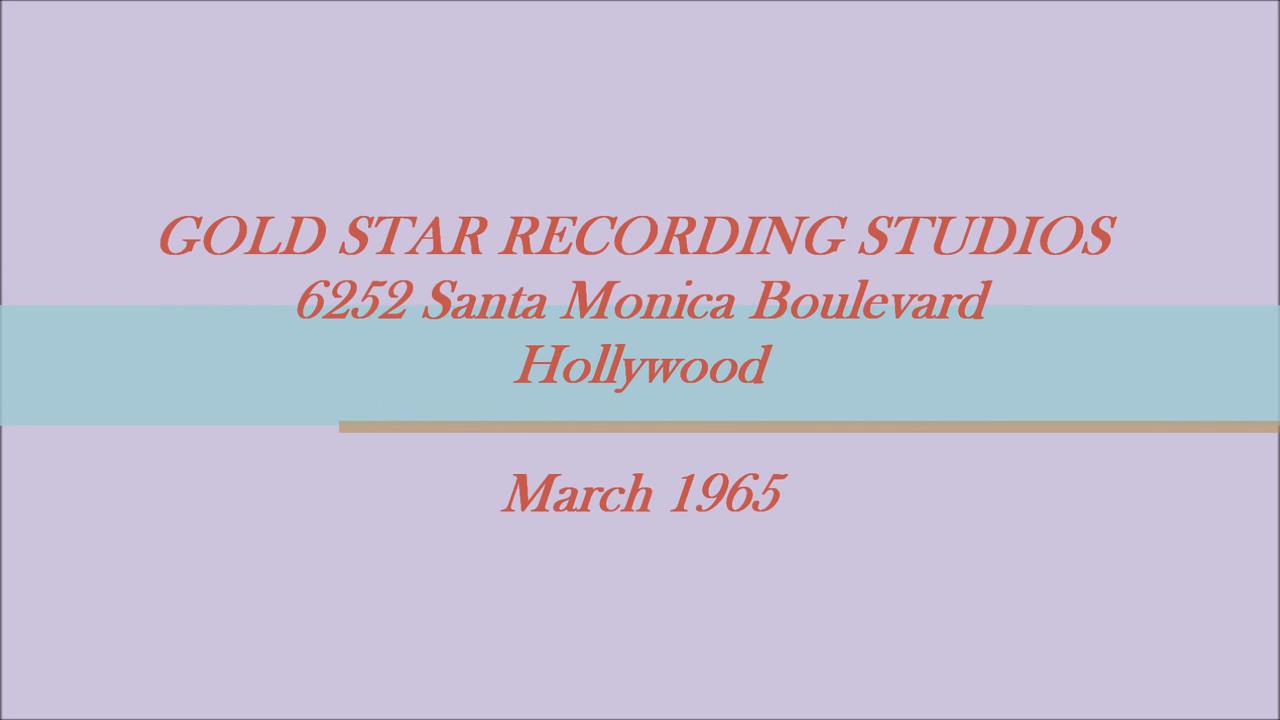 GOLD STAR RECORDING STUDIOS
6252 Santa Monica Boulevard
Hollywood
March 1965